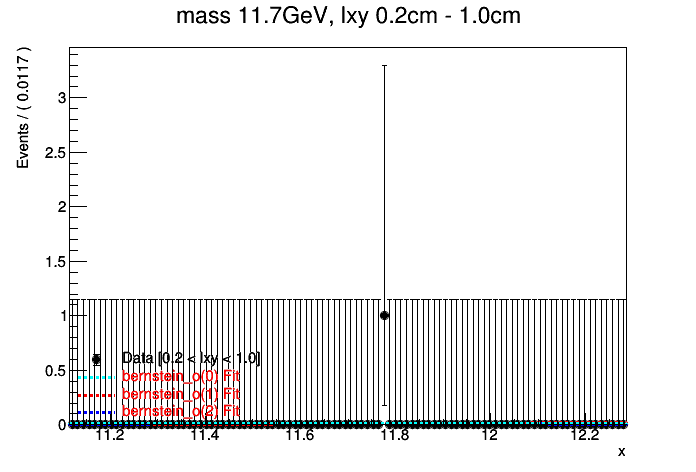 mass 11.7GeV, lxy 0.2cm - 1.0cm
Events / ( 0.0117 )
3
2.5
2
1.5
1
0.5
0
Data [0.2 < lxy < 1.0]
bernstein_o(0) Fit
bernstein_o(1) Fit
bernstein_o(2) Fit
11.2 11.4 11.6 11.8 12 12.2
x